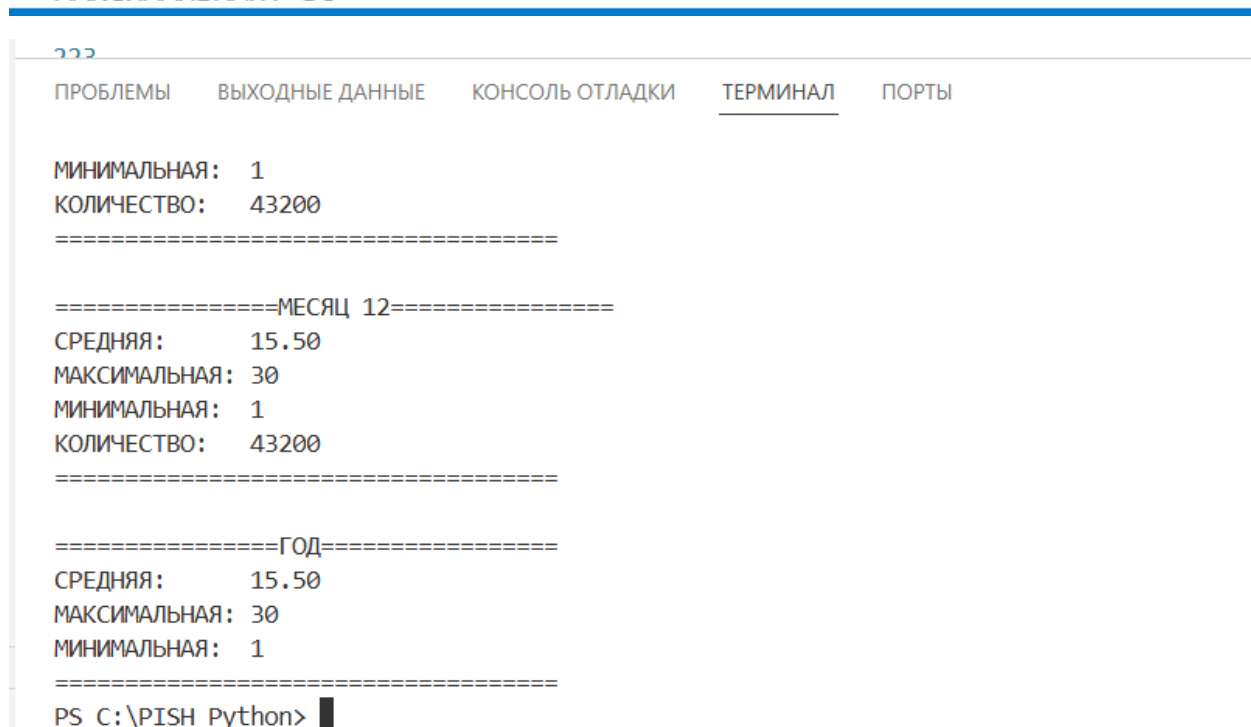 ПРОБЛЕМЫ ВЫХОДНЫЕ ДАННЫЕ КОНСОЛЬ ОТЛАДКИ ТЕРМИНАЛ ПОРТЫ
МИНИМАЛЬНАЯ: 1
КОЛИЧЕСТВО: 43200
====================================
================МЕСЯЦ 12================
СРЕДНЯЯ: 15.50
МАКСИМАЛЬНАЯ: 30
МИНИМАЛЬНАЯ: 1
КОЛИЧЕСТВО: 43200
====================================
================ГОД=================
СРЕДНЯЯ: 15.50
МАКСИМАЛЬНАЯ: 30
МИНИМАЛЬНАЯ: 1
====================================
PS C:\PISH Python>